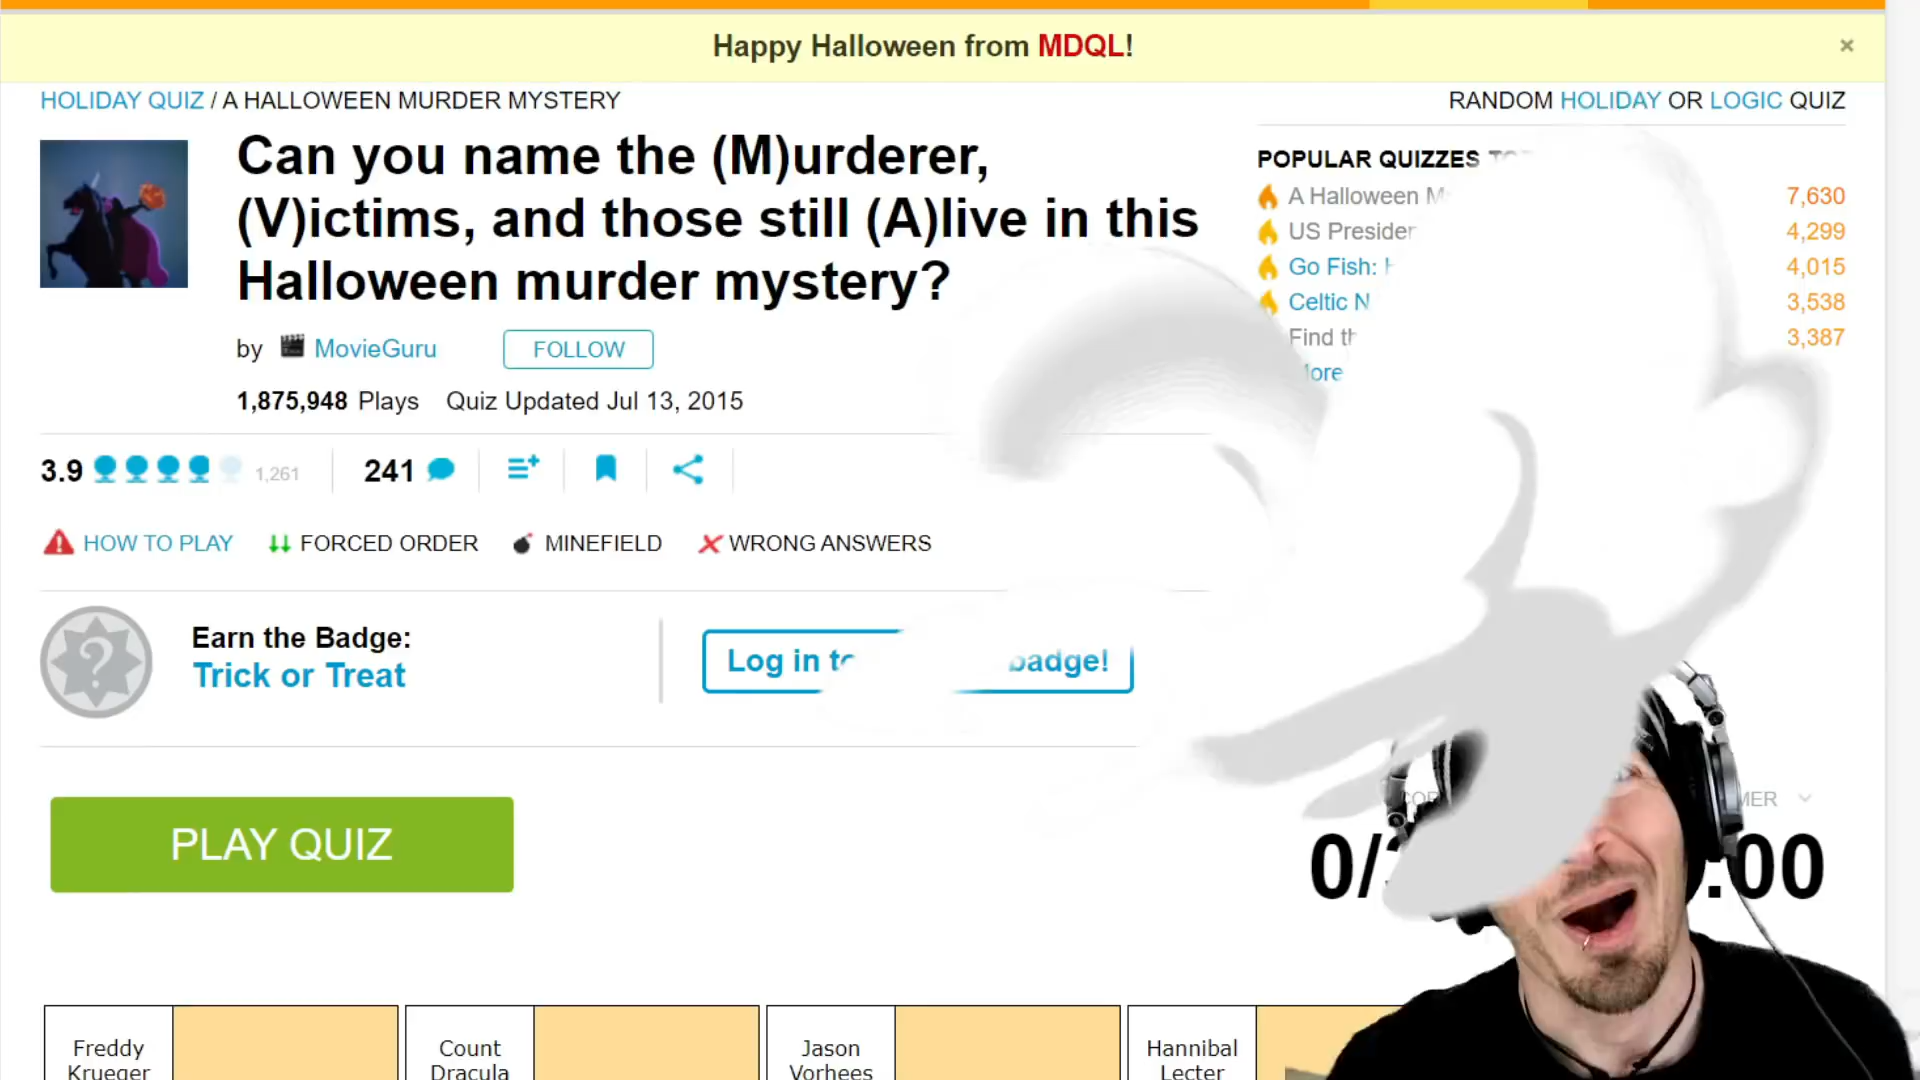 Happy Halloween from MDQL!
×
HOLIDAY QUIZ / A HALLOWEEN MURDER MYSTERY
RANDOM HOLIDAY OR LOGIC QUIZ
Can you name the (M)urderer,
(V)ictims, and those still (A)live in this
Halloween murder mystery?
by MovieGuru FOLLOW
1,875,948 Plays Quiz Updated Jul 13, 2015
POPULAR QUIZZES
A Halloween 7,630
US 4,299
Go Fish: 4,015
Celtic 3,538
Find 3,387
3.9 1,261 241
HOW TO PLAY FORCED ORDER MINEFIELD WRONG ANSWERS
Earn the Badge:
Trick or Treat
Log in badge!
PLAY QUIZ
0/ :00
Freddy
Krueger
Count
Dracula
Jason
Vorhees
Hannibal
Lecter